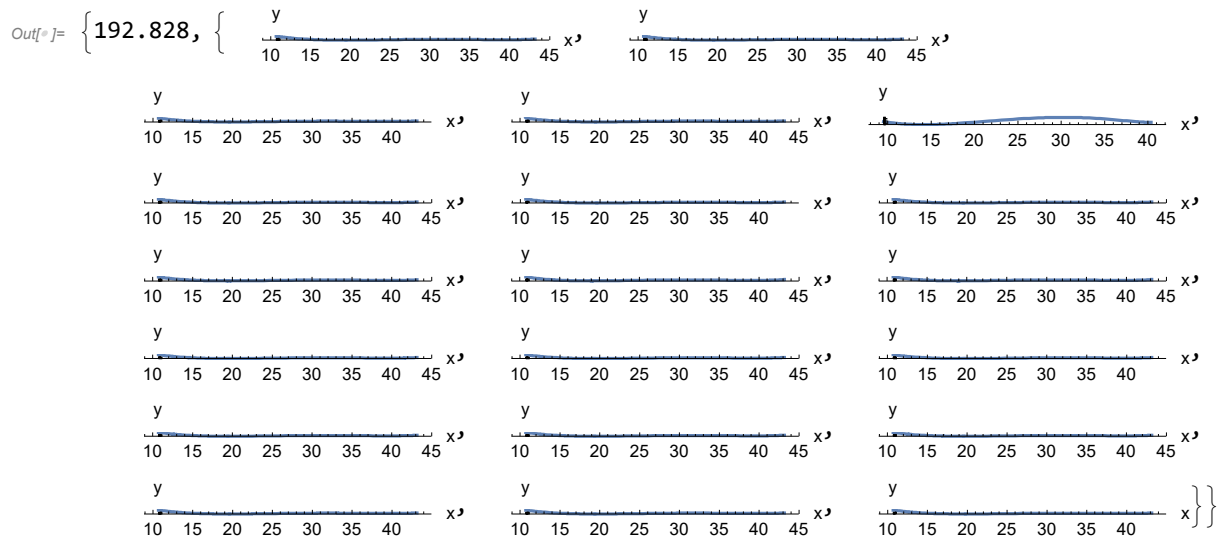 Out[ ]= {192.828, {
y y
x, x,
10 15 20 25 30 35 40 45 10 15 20 25 30 35 40 45
y y y
x, x, x,
10 15 20 25 30 35 40 10 15 20 25 30 35 40 45 10 15 20 25 30 35 40
y y y
x, x, x,
10 15 20 25 30 35 40 45 10 15 20 25 30 35 40 10 15 20 25 30 35 40 45
y y y
x, x, x,
10 15 20 25 30 35 40 45 10 15 20 25 30 35 40 45 10 15 20 25 30 35 40 45
y y y
x, x, x,
10 15 20 25 30 35 40 45 10 15 20 25 30 35 40 45 10 15 20 25 30 35 40
y y y
x, x, x,
10 15 20 25 30 35 40 45 10 15 20 25 30 35 40 45 10 15 20 25 30 35 40 45
y y y
x, x, x}}
10 15 20 25 30 35 40 10 15 20 25 30 35 40 45 10 15 20 25 30 35 40